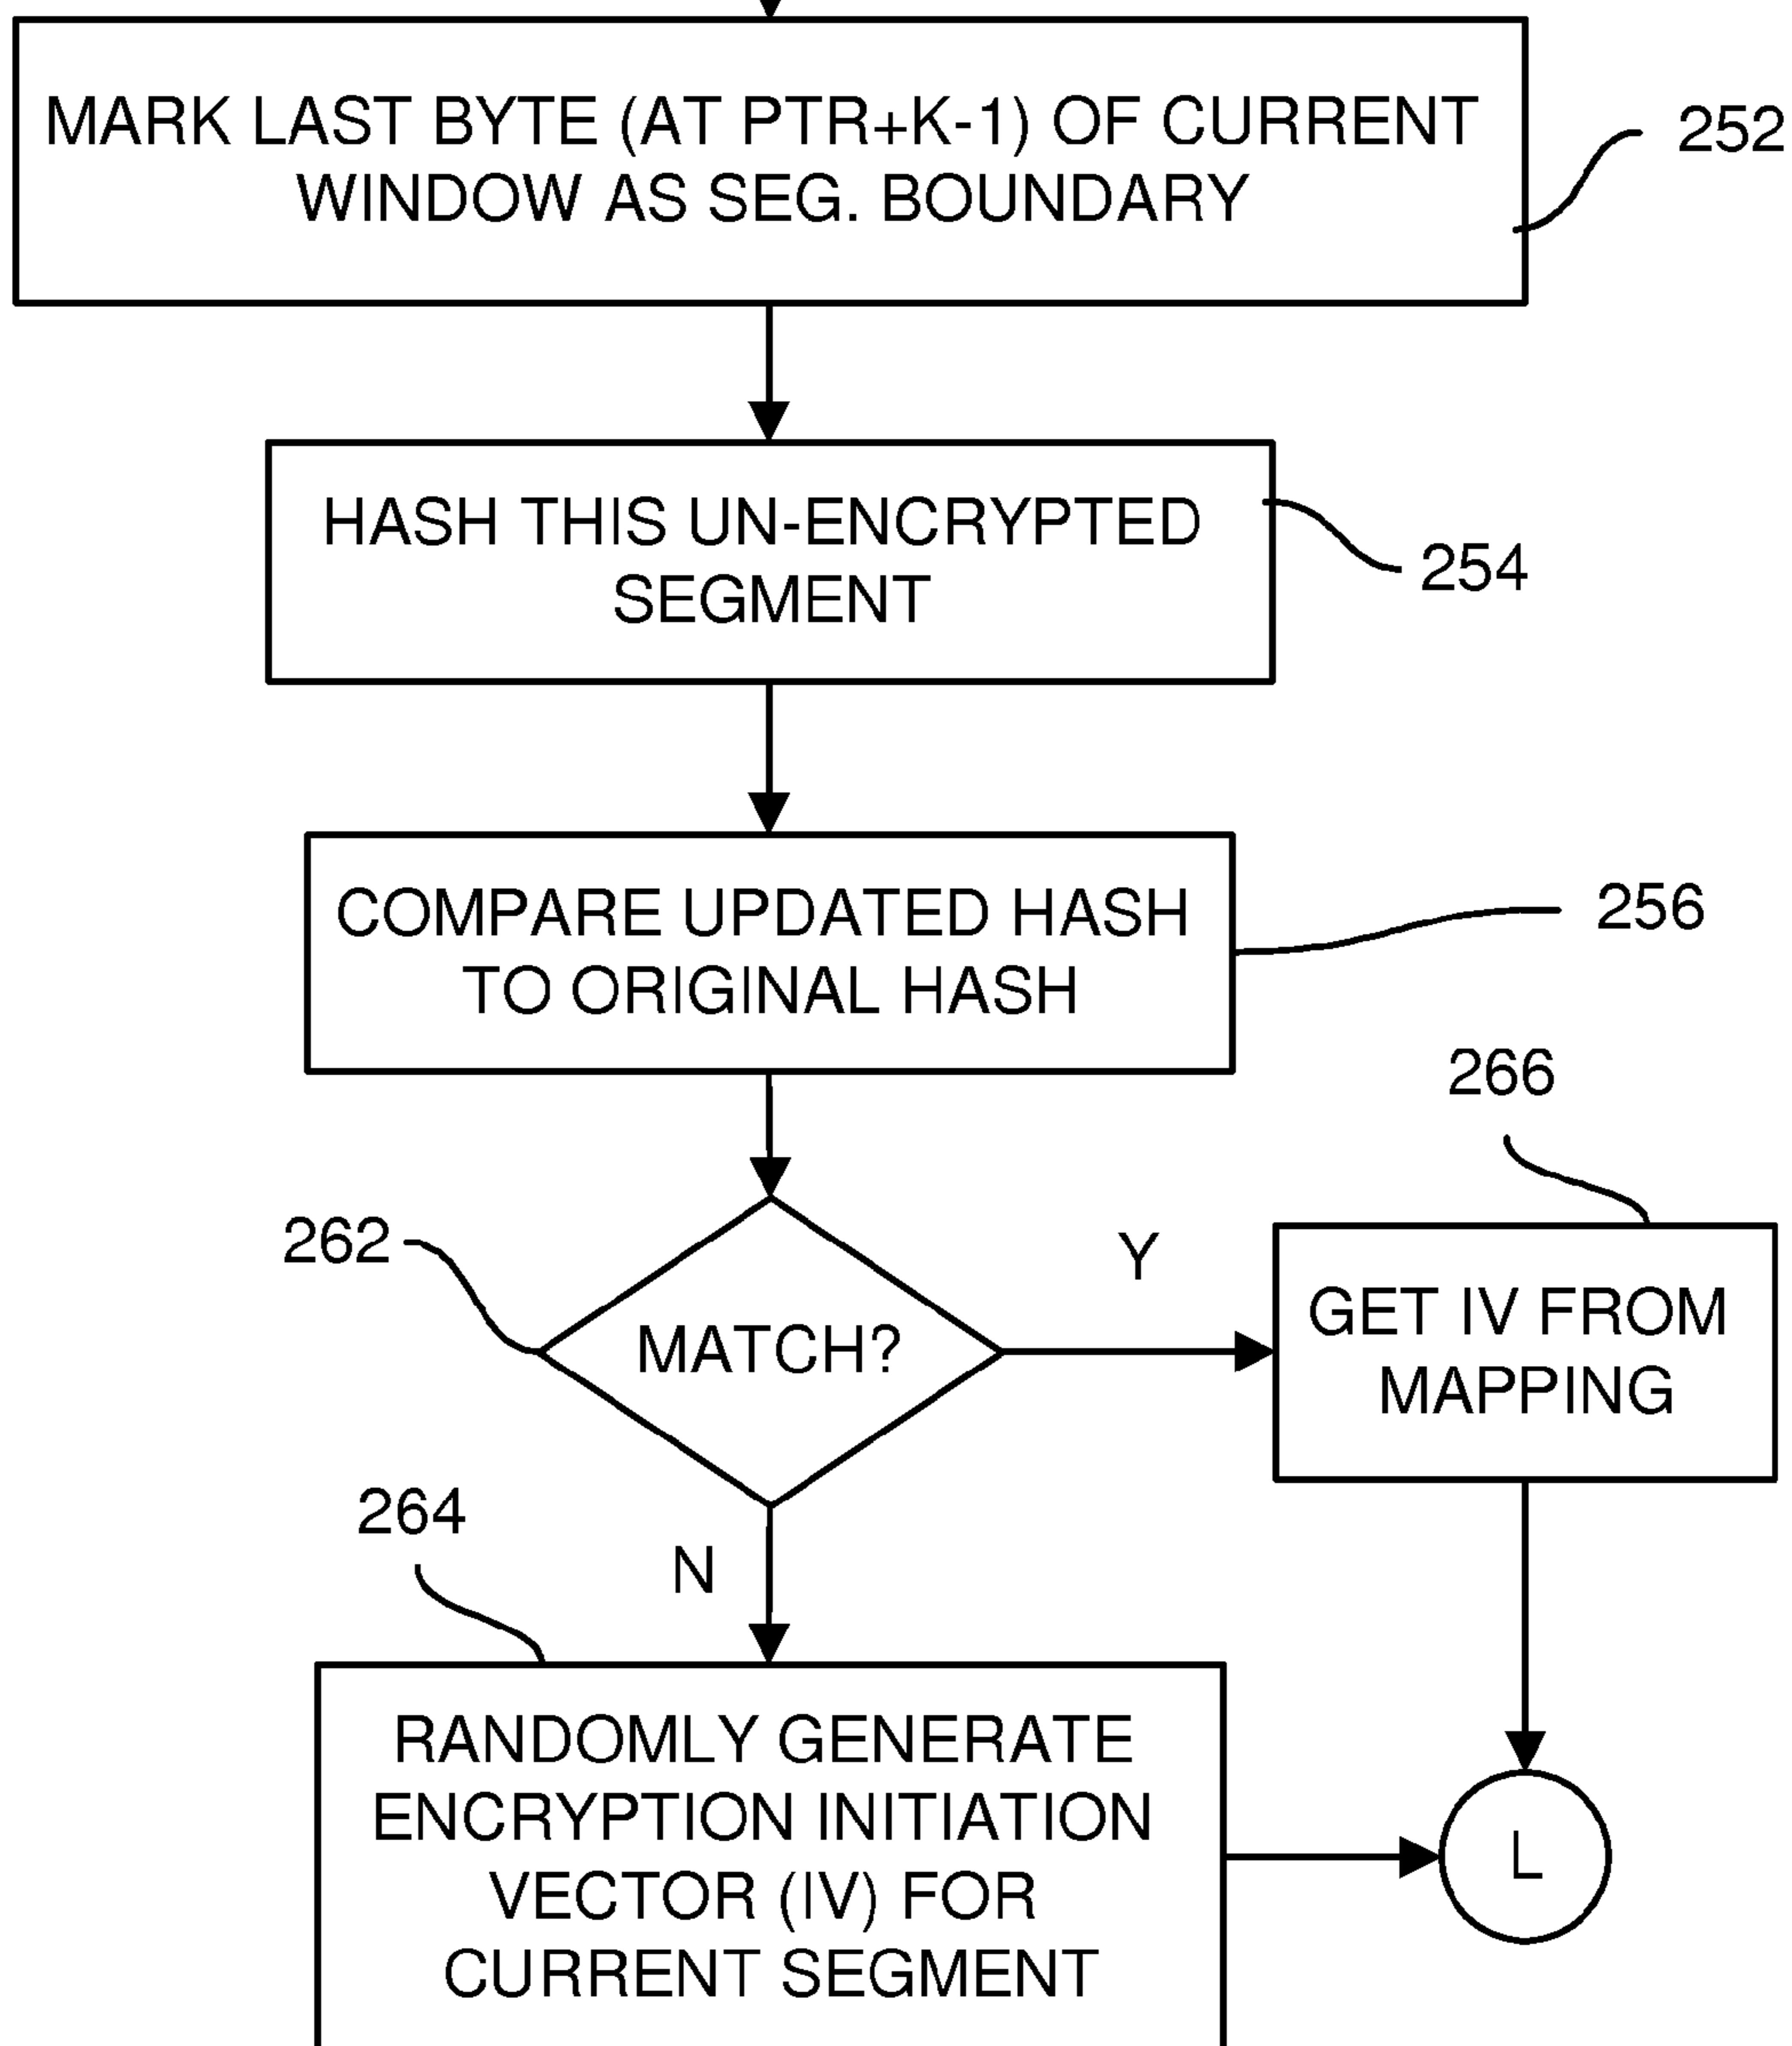 MARK LAST BYTE (AT PTR+K-1) OF CURRENT
WINDOW AS SEG. BOUNDARY
252
HASH THIS UN-ENCRYPTED
SEGMENT
254
COMPARE UPDATED HASH
TO ORIGINAL HASH
256
266
262
Y
MATCH?
GET IV FROM
MAPPING
264
N
RANDOMLY GENERATE
ENCRYPTION INITIATION
VECTOR (IV) FOR
CURRENT SEGMENT
L